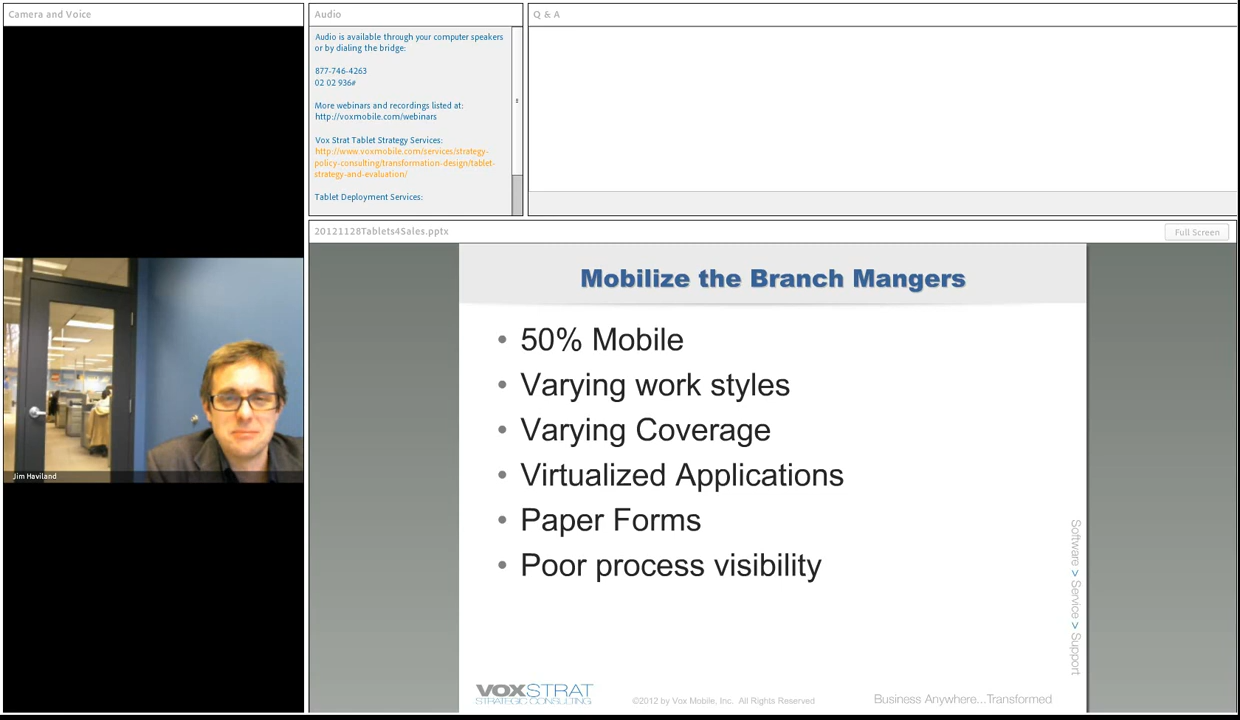 Camera and Voice
Jim Haviland
Audio
Audio is available through your computer speakers
or by dialing the bridge:
877-746-4263
02 02 936#
More webinars and recordings listed at:
http://voxmobile.com/webinars
Vox Strat Tablet Strategy Services:
http://www.voxmobile.com/services/strategy-
policy-consulting/transformation-design/tablet-
strategy-and-evaluation/
Tablet Deployment Services:
Q & A
20121128Tablets4Sales.pptx
Full Screen
Mobilize the Branch Mangers
• 50% Mobile
• Varying work styles
• Varying Coverage
• Virtualized Applications
• Paper Forms
• Poor process visibility
Software > Service > Support
VOXSTRAT
STRATEGIC CONSULTING
©2012 by Vox Mobile, Inc. All Rights Reserved
Business Anywhere...Transformed